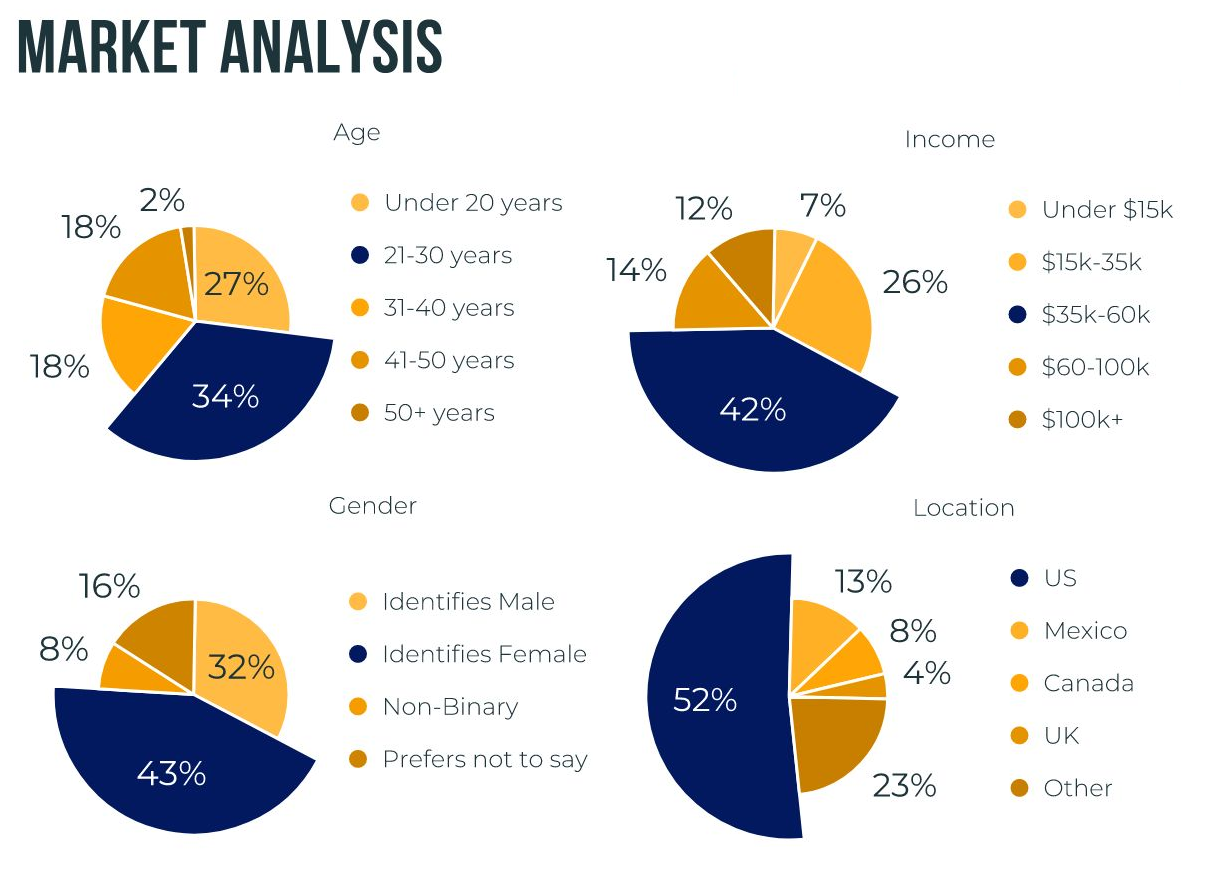 MARKET ANALYSIS
Age
2%
18%
27%
18%
34%
Under 20 years
21-30 years
31-40 years
41-50 years
50+ years
Income
12%
7%
14%
26%
42%
Under $15k
$15k-35k
$35k-60k
$60-100k
$100k+
Gender
16%
8%
32%
43%
Identifies Male
Identifies Female
Non-Binary
Prefers not to say
Location
13%
8%
4%
52%
23%
US
Mexico
Canada
UK
Other